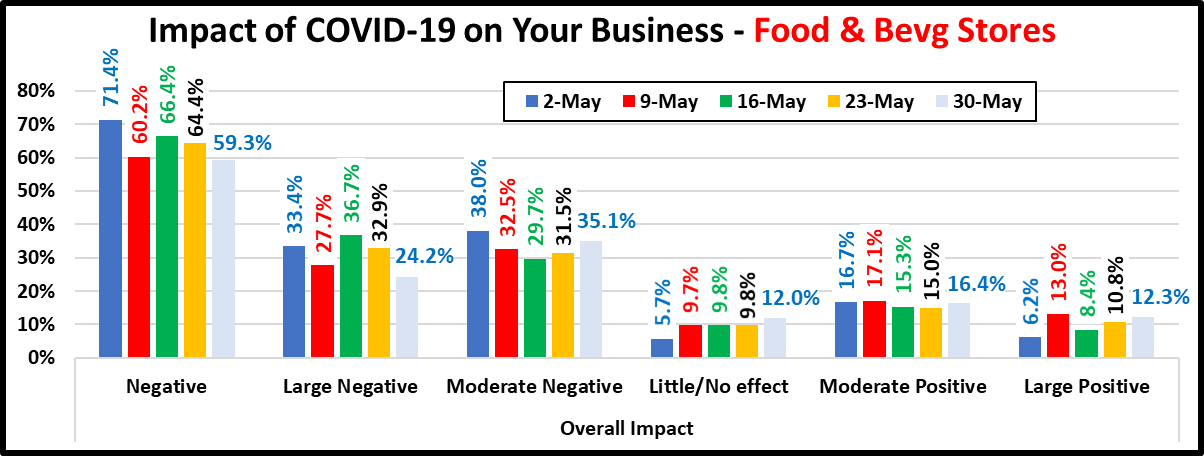 Impact of COVID-19 on Your Business - Food & Bevg Stores
2-May 9-May 16-May 23-May 30-May
80%
70%
60%
50%
40%
30%
20%
10%
0%
71.4% 60.2% 66.4% 64.4% 59.3%
33.4% 27.7% 36.7% 32.9% 24.2%
38.0% 32.5% 29.7% 31.5% 35.1%
5.7% 9.7% 9.8% 9.8% 12.0%
16.7% 17.1% 15.3% 15.0% 16.4%
6.2% 13.0% 8.4% 10.8% 12.3%
Negative Large Negative Moderate Negative Little/No effect Moderate Positive Large Positive
Overall Impact